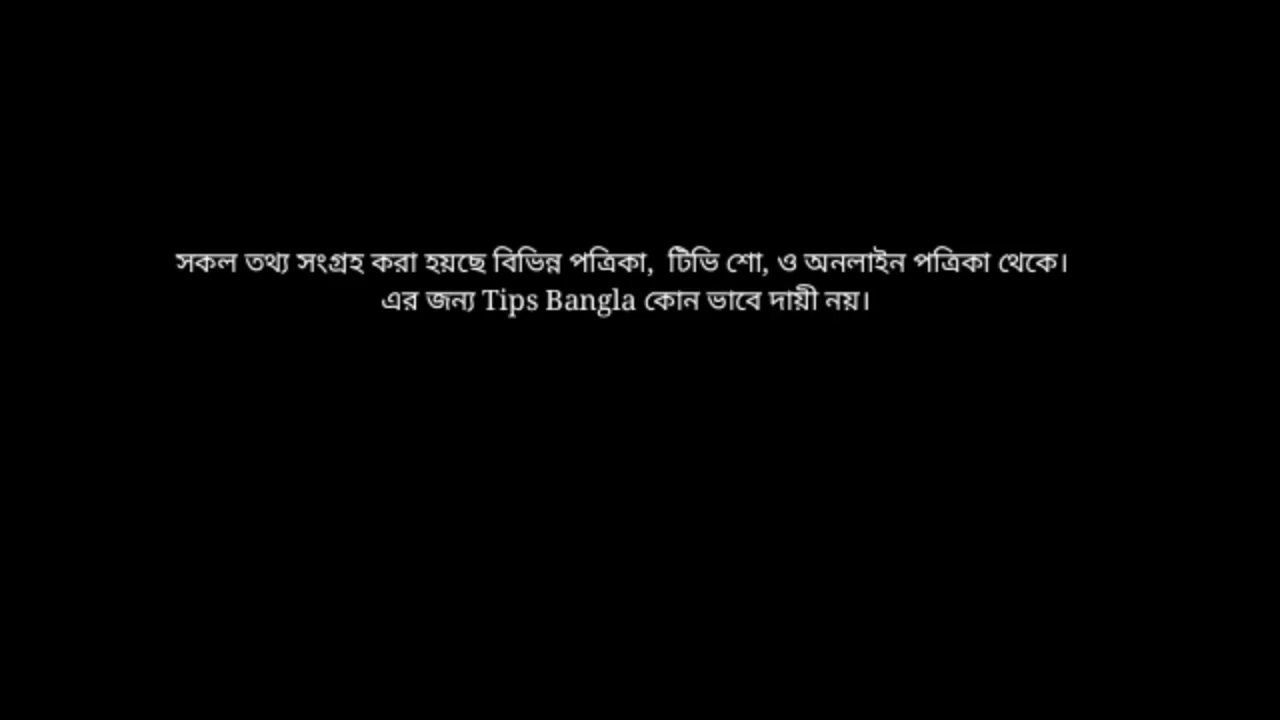 সকল তথ্য সংগ্রহ করা হয়ছে বিভিন্ন পত্রিকা, টিভি শো, ও অনলাইন পত্রিকা থেকে।
এর জন্য Tips Bangla কোন ভাবে দায়ী নয়।